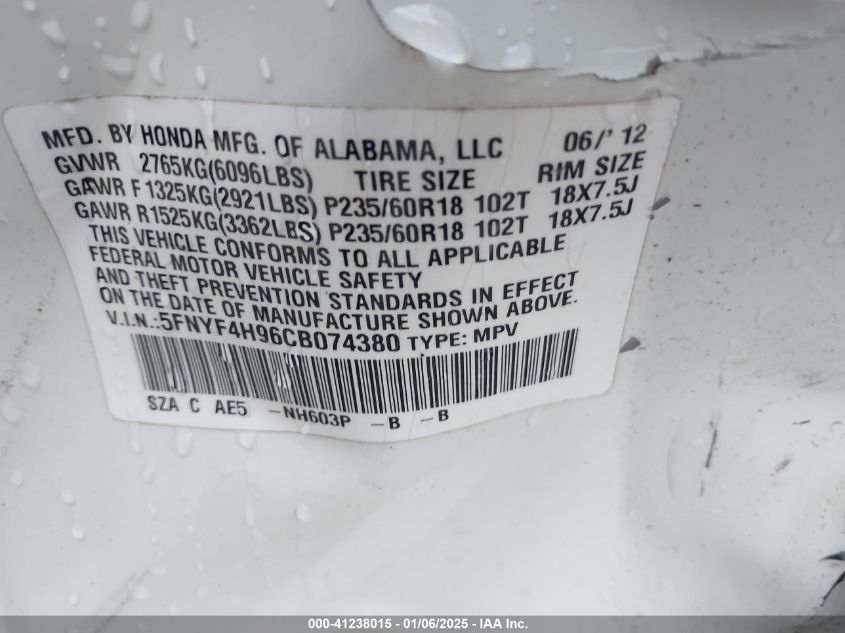 MFD. BY HONDA MFG. OF ALABAMA, LLC 06/' 12
GVWR 2765KG(6096LBS) TIRE SIZE RIM SIZE
GAWR F1325KG(2921LBS) P235/60R18 102T 18X7.5J
GAWR R1525KG(3362LBS) P235/60R18 102T 18X7.5J
THIS VEHICLE CONFORMS TO ALL APPLICABLE
FEDERAL MOTOR VEHICLE SAFETY
AND THEFT PREVENTION STANDARDS IN EFFECT
ON THE DATE OF MANUFACTURE SHOWN ABOVE.
V.I.N.:5FNYF4H96CB074380 TYPE: MPV
SZA C AE5 -NH603P -B -B
000-41238015 - 01/06/2025 - IAA Inc.